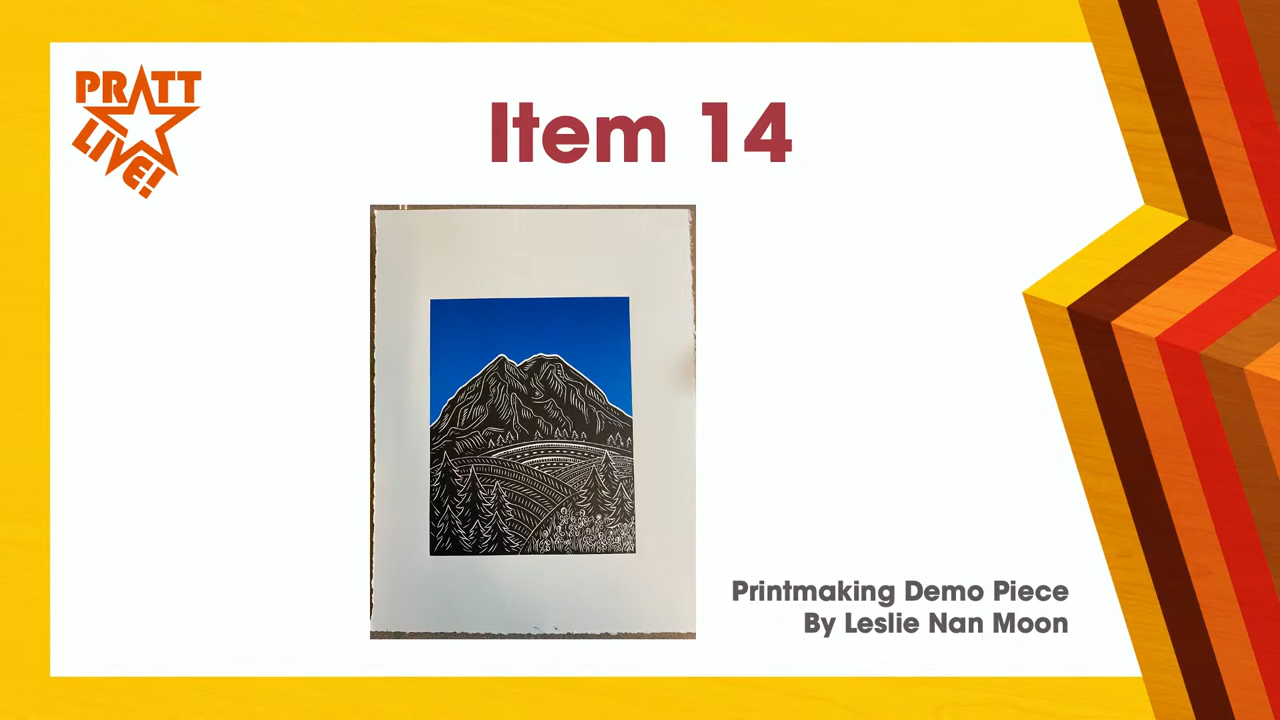 PRATT
LIVE!
Item 14
Printmaking Demo Piece
By Leslie Nan Moon